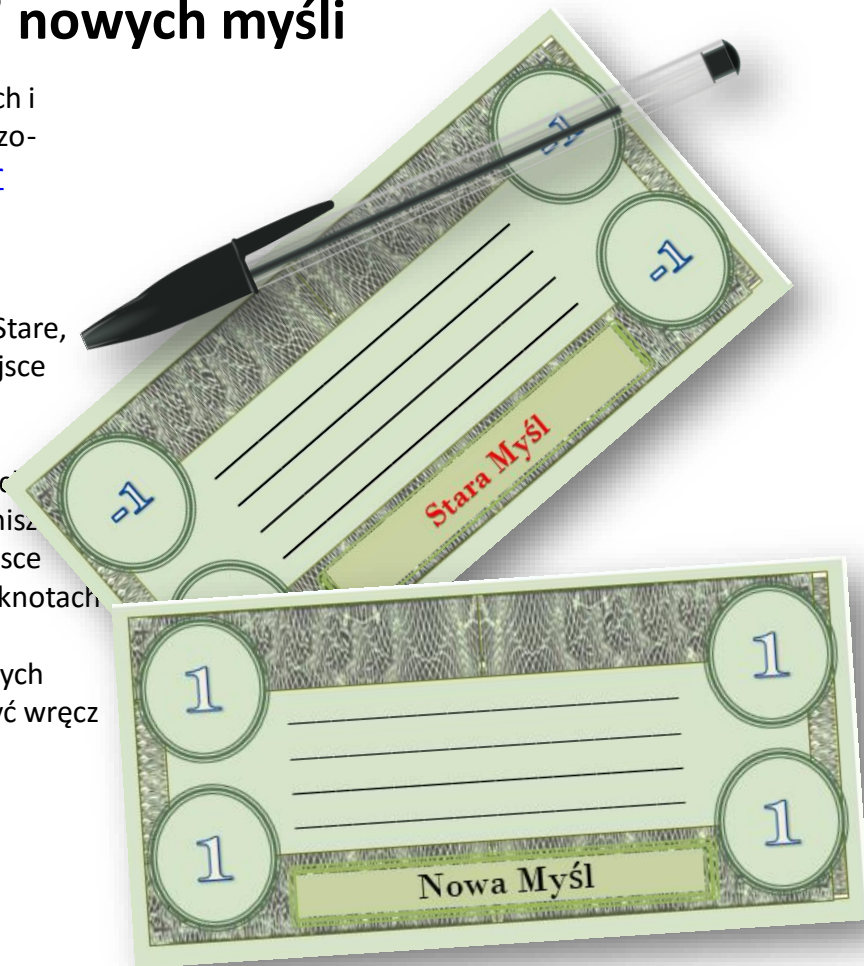 nowych myśli
ch i
zo-
Stare,
jsce
nisz
sce
knotach
ych
yć wręcz
-1
-1
-1
Stara Myśl
1
1
1
1
Nowa Myśl